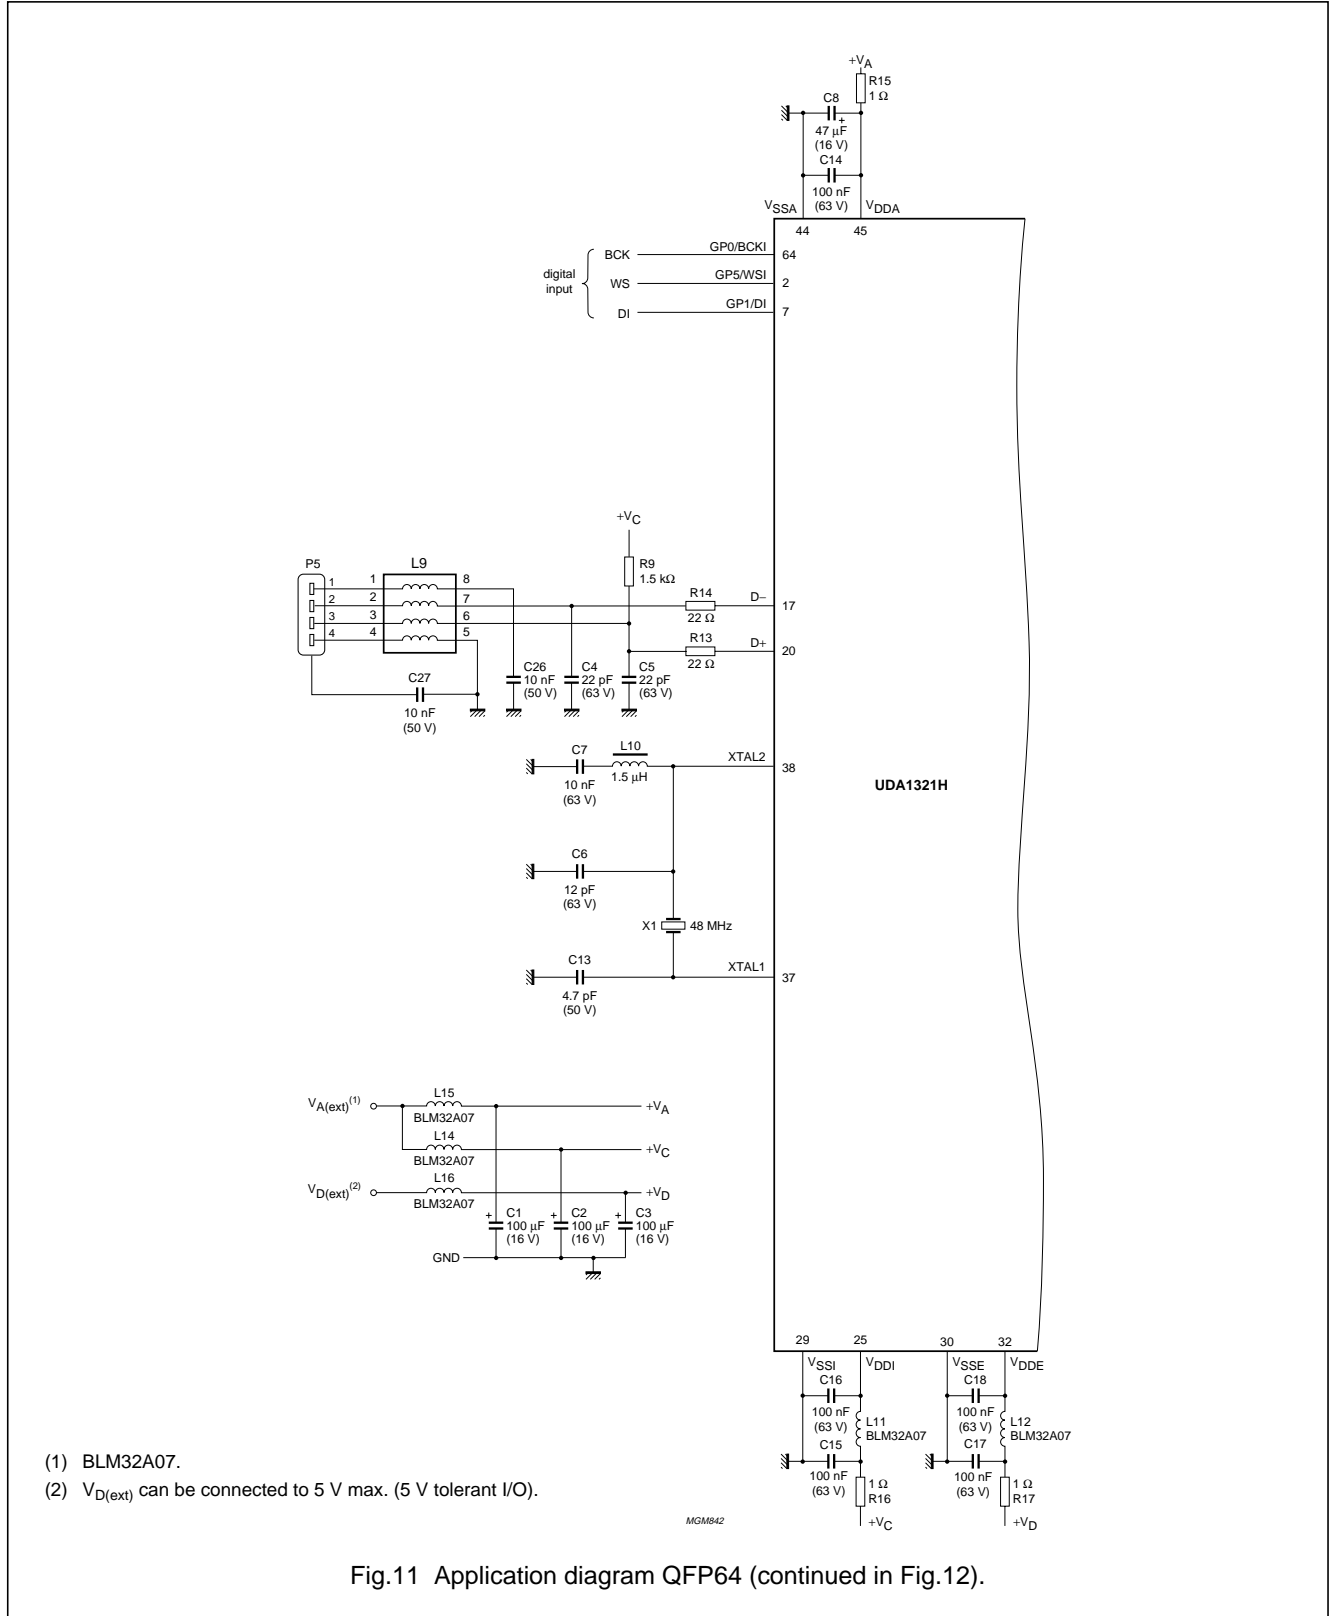 +VA
R15
1 Ω
C8
+
47 µF
(16 V)
C14
100 nF
(63 V)
VSSA
VDDA
44
45
digital
input
BCK
GP0/BCKI
64
WS
GP5/WSI
2
DI
GP1/DI
7
+VC
R9
1.5 kΩ
P5
L9
1
1
8
2
2
7
3
3
6
4
4
5
R14
22 Ω
D−
17
R13
22 Ω
D+
20
C26
10 nF
(50 V)
C4
22 pF
(63 V)
C5
22 pF
(63 V)
C27
10 nF
(50 V)
C7
10 nF
(63 V)
L10
1.5 µH
XTAL2
38
UDA1321H
C6
12 pF
(63 V)
X1
48 MHz
C13
4.7 pF
(50 V)
XTAL1
37
VA(ext)(1)
L15
BLM32A07
+VA
L14
BLM32A07
+VC
VD(ext)(2)
L16
BLM32A07
+VD
+
C1
100 µF
(16 V)
+
C2
100 µF
(16 V)
+
C3
100 µF
(16 V)
GND
29
25
30
32
VSSI
VDDI
VSSE
VDDE
C16
100 nF
(63 V)
L11
BLM32A07
C15
100 nF
(63 V)
1 Ω
R16
+VC
C18
100 nF
(63 V)
L12
BLM32A07
C17
100 nF
(63 V)
1 Ω
R17
+VD
(1) BLM32A07.
(2) VD(ext) can be connected to 5 V max. (5 V tolerant I/O).
MGM842
Fig.11 Application diagram QFP64 (continued in Fig.12).